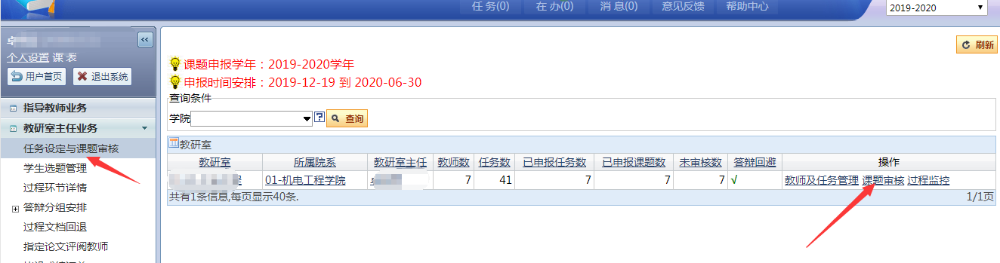 任务(0) 在办(0) 消息(0) 意见反馈 帮助中心 2019-2020
卓
个人设置 课表
用户首页 退出系统
指导教师业务
教研室主任业务
任务设定与课题审核
学生选题管理
过程环节详情
答辩分组安排
过程文档回退
指定论文评阅教师
刷新
课题申报学年：2019-2020学年
申报时间安排：2019-12-19 到 2020-06-30
查询条件
学院 查询
教研室
教研室 所属院系 教研室主任 教师数 任务数 已申报任务数 已申报课题数 未审核数 答辩回避 操作
01-机电工程学院 7 41 7 7 7 √ 教师及任务管理 课题审核 过程监控
共有1条信息,每页显示40条. 1/1页